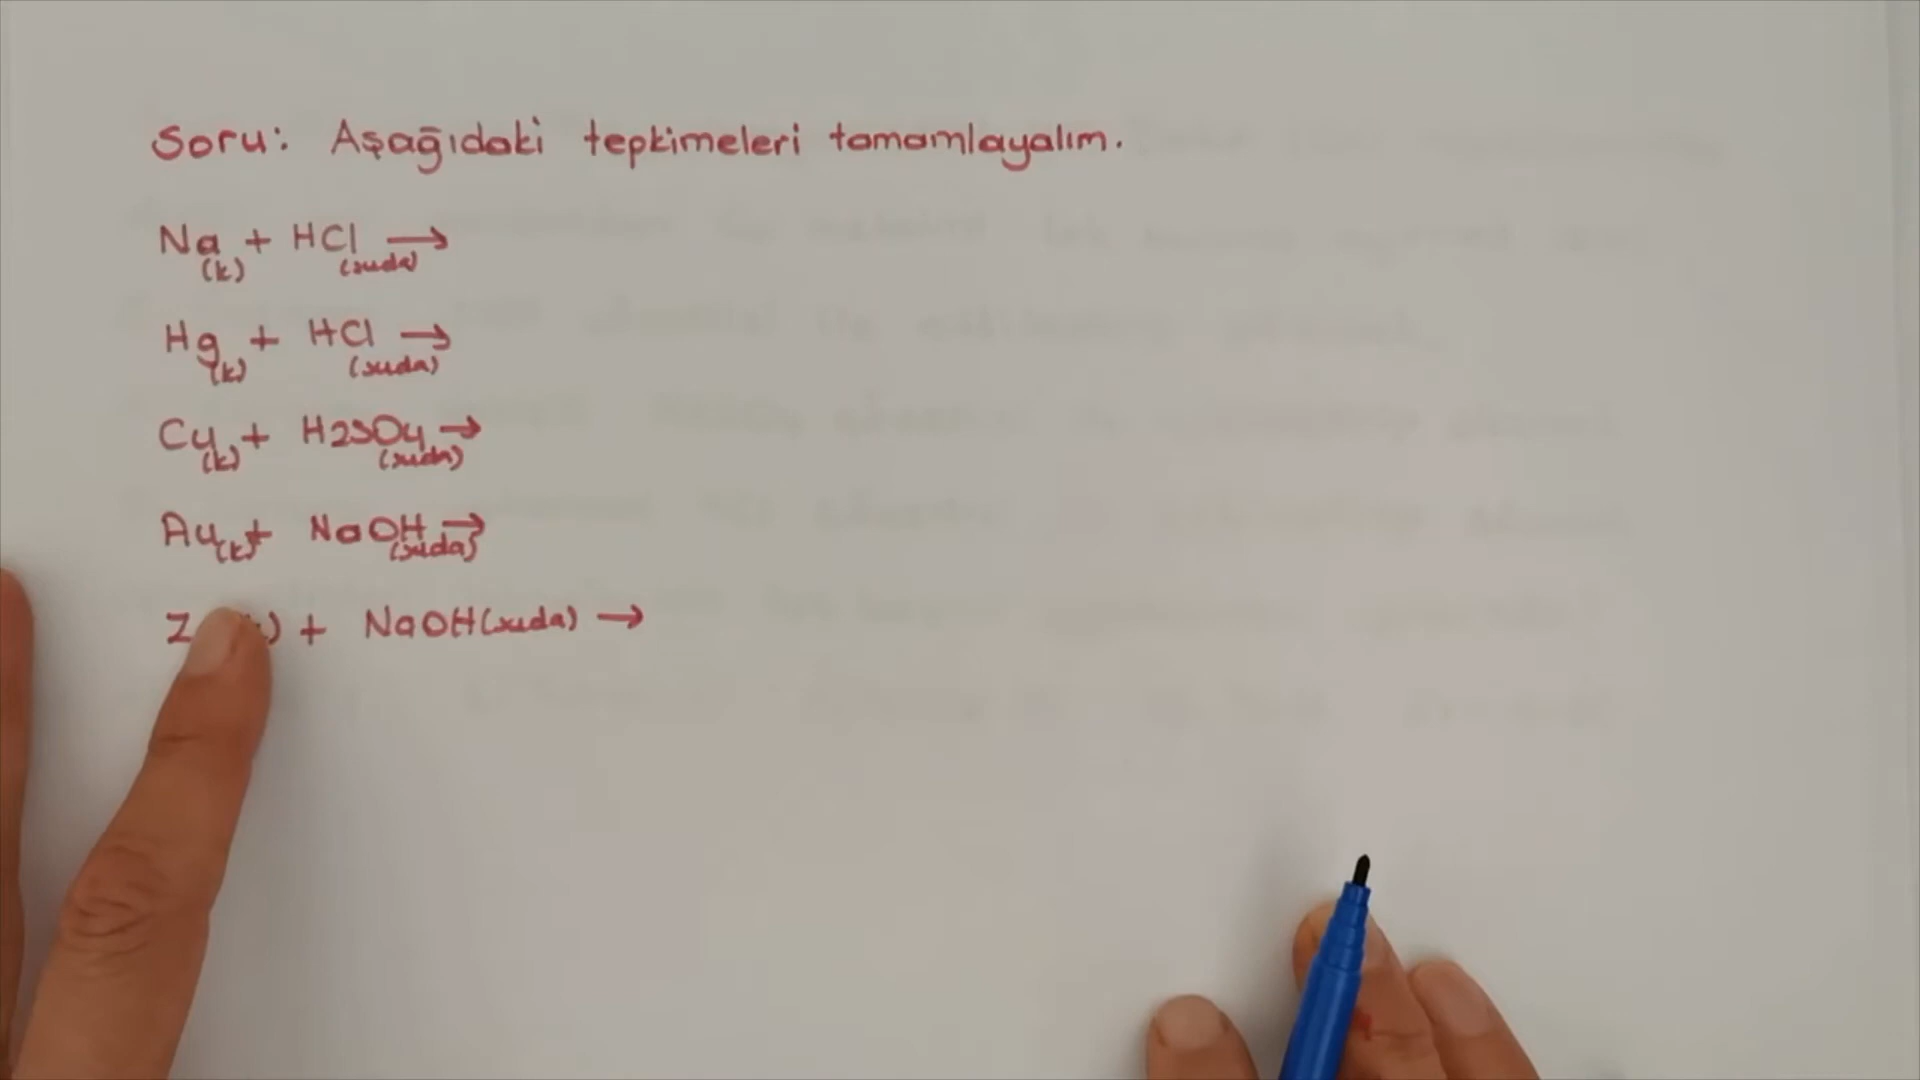 Soru: Aşağıdaki tepkimeleri tamamlayalım.
Na(k) + HCl(suda) →
Hg(k) + HCl(suda) →
Cu(k) + H2SO4(suda) →
Au(k) + NaOH(suda) →
Z k) + NaOH(suda) →